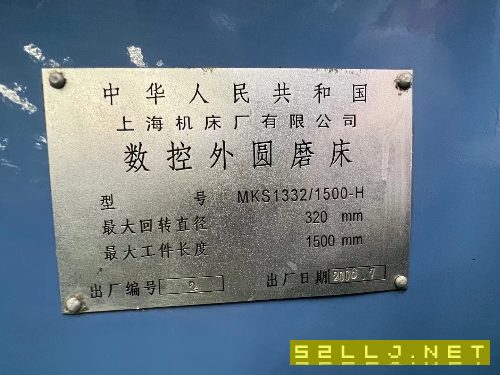 中华人民共和国
上海机床厂有限公司
数控外圆磨床
型 号 MKS1332/1500-H
最大回转直径 320 mm
最大工件长度 1500 mm
出厂编号 2 出厂日期 2006.7
52LLJ.NET